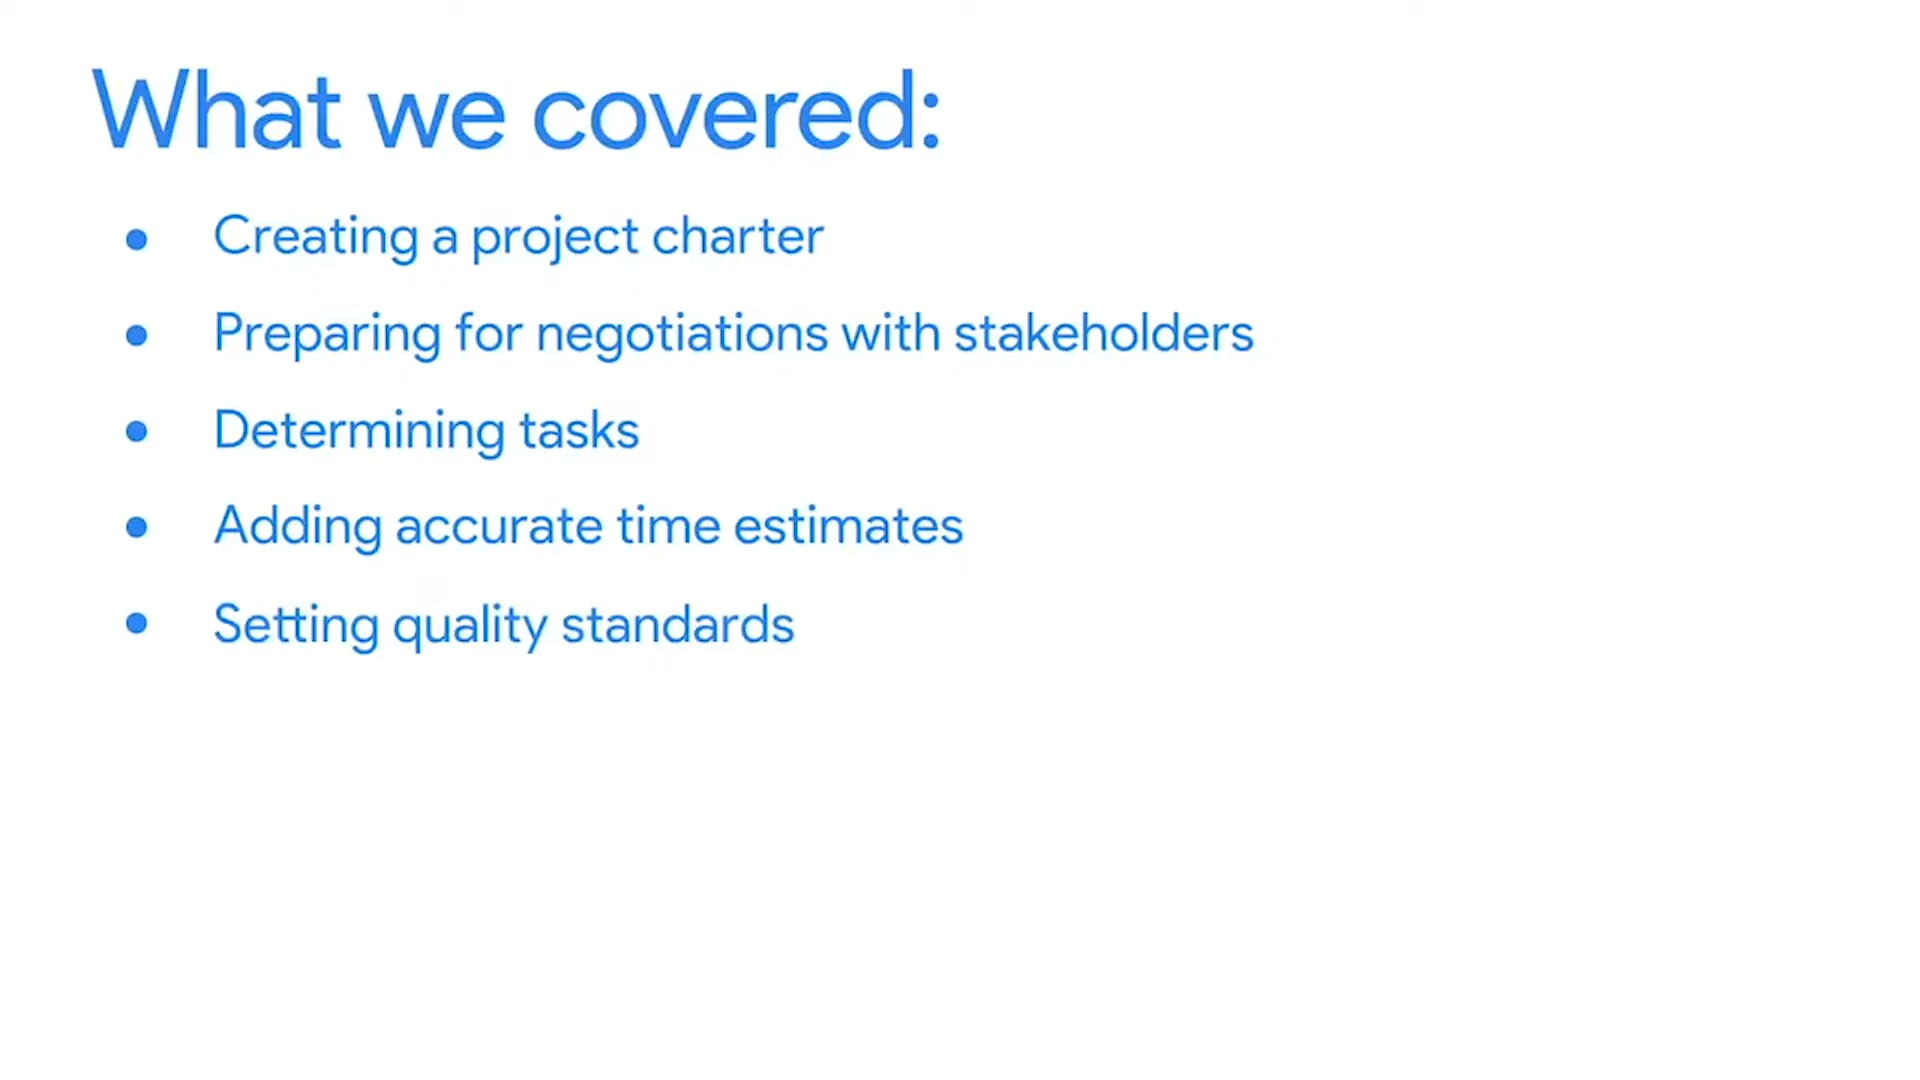 What we covered:
• Creating a project charter
• Preparing for negotiations with stakeholders
• Determining tasks
• Adding accurate time estimates
• Setting quality standards